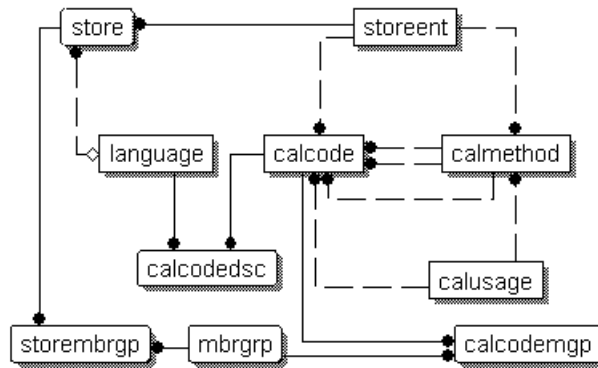 store
storeent
language
calcode
calmethod
calcodedsc
calusage
storembrgp
mbrgrp
calcodemgp